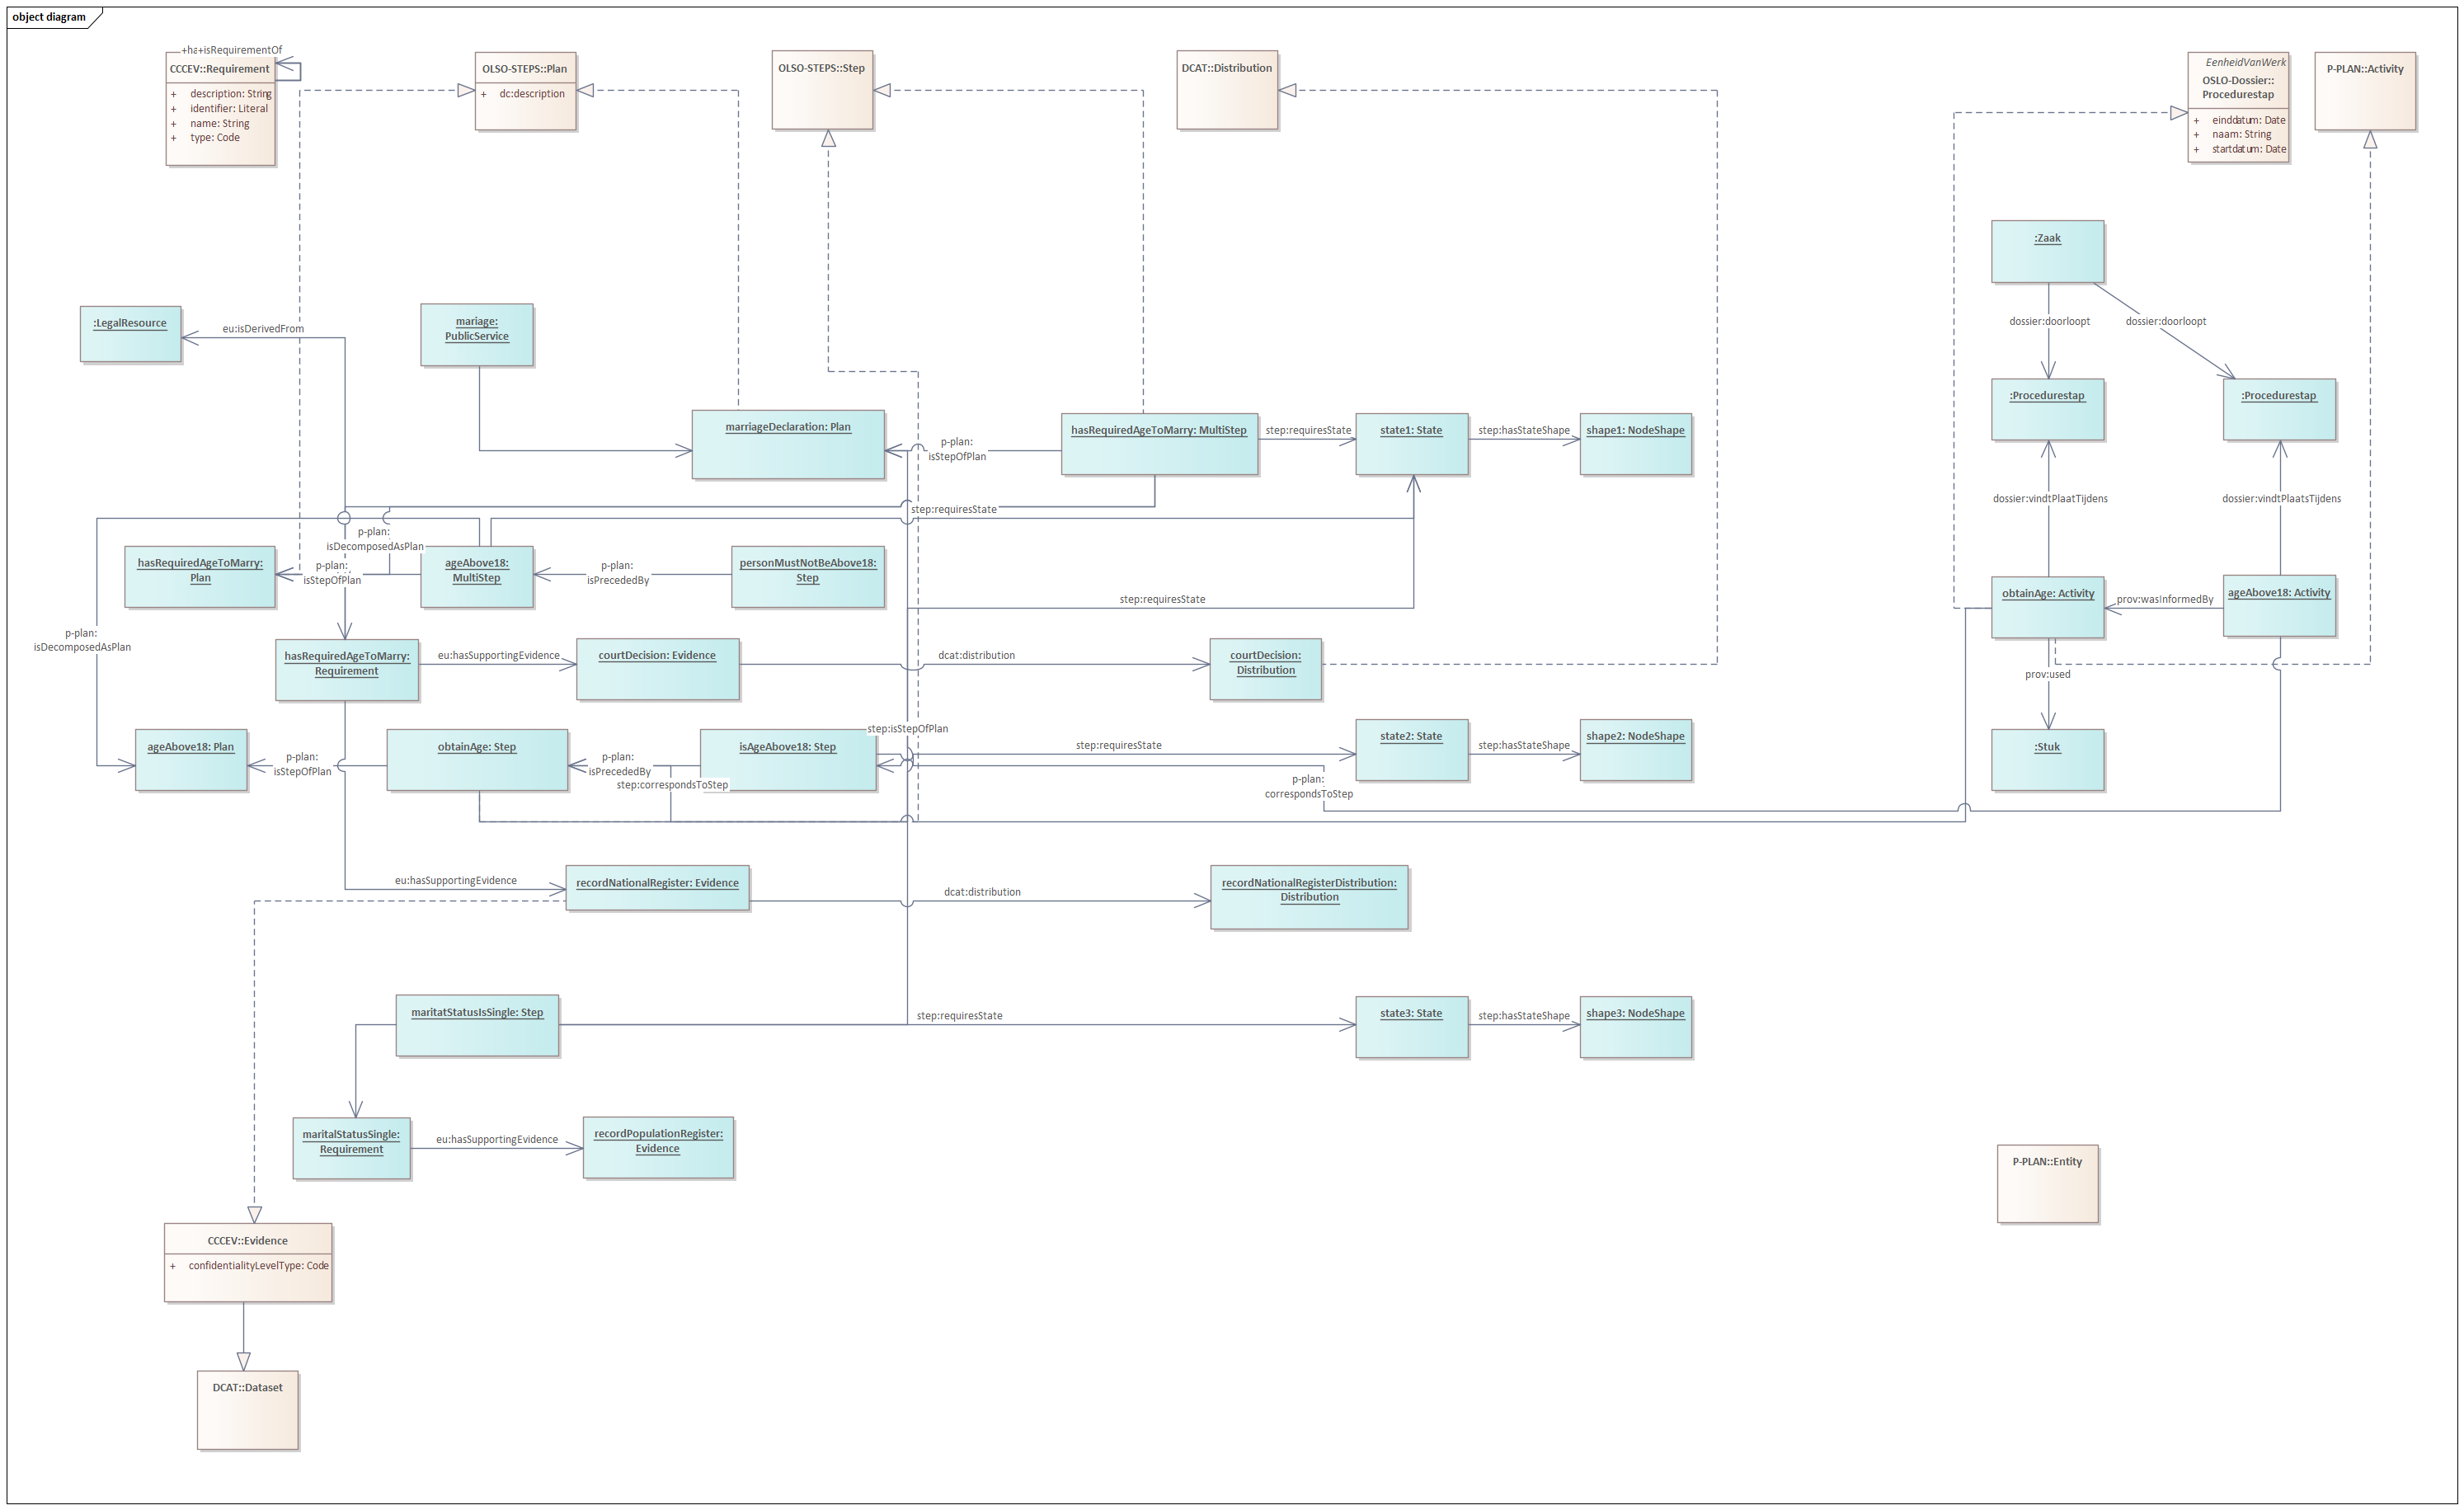 object diagram
+ha+isRequirementOf
CCCEV::Requirement
+ description: String
+ identifier: Literal
+ name: String
+ type: Code
OLSO-STEPS::Plan
+ dc:description
OLSO-STEPS::Step
DCAT::Distribution
EenheidVanWerk
OSLO-Dossier::
Procedurestap
+ einddatum: Date
+ naam: String
+ startdatum: Date
P-PLAN::Activity
:Zaak
:LegalResource
eu:isDerivedFrom
mariage:
PublicService
dossier:doorloopt
dossier:doorloopt
:Procedurestap
:Procedurestap
marriageDeclaration: Plan
p-plan:
isStepOfPlan
hasRequiredAgeToMarry: MultiStep
step:requiresState
state1: State
step:hasStateShape
shape1: NodeShape
step:requiresState
dossier:vindtPlaatTijdens
dossier:vindtPlaatsTijdens
p-plan:
isDecomposedAsPlan
hasRequiredAgeToMarry:
Plan
p-plan:
isStepOfPlan
ageAbove18:
MultiStep
p-plan:
isPrecededBy
personMustNotBeAbove18:
Step
step:requiresState
obtainAge: Activity
prov:wasInformedBy
ageAbove18: Activity
p-plan:
isDecomposedAsPlan
hasRequiredAgeToMarry:
Requirement
eu:hasSupportingEvidence
courtDecision: Evidence
dcat:distribution
courtDecision:
Distribution
prov:used
step:isStepOfPlan
ageAbove18: Plan
p-plan:
isStepOfPlan
obtainAge: Step
p-plan:
isPrecededBy
step:correspondsToStep
isAgeAbove18: Step
step:requiresState
state2: State
step:hasStateShape
shape2: NodeShape
:Stuk
p-plan:
correspondsToStep
eu:hasSupportingEvidence
recordNationalRegister: Evidence
dcat:distribution
recordNationalRegisterDistribution:
Distribution
maritatStatusIsSingle: Step
step:requiresState
state3: State
step:hasStateShape
shape3: NodeShape
maritalStatusSingle:
Requirement
eu:hasSupportingEvidence
recordPopulationRegister:
Evidence
P-PLAN::Entity
CCCEV::Evidence
+ confidentialityLevelType: Code
DCAT::Dataset